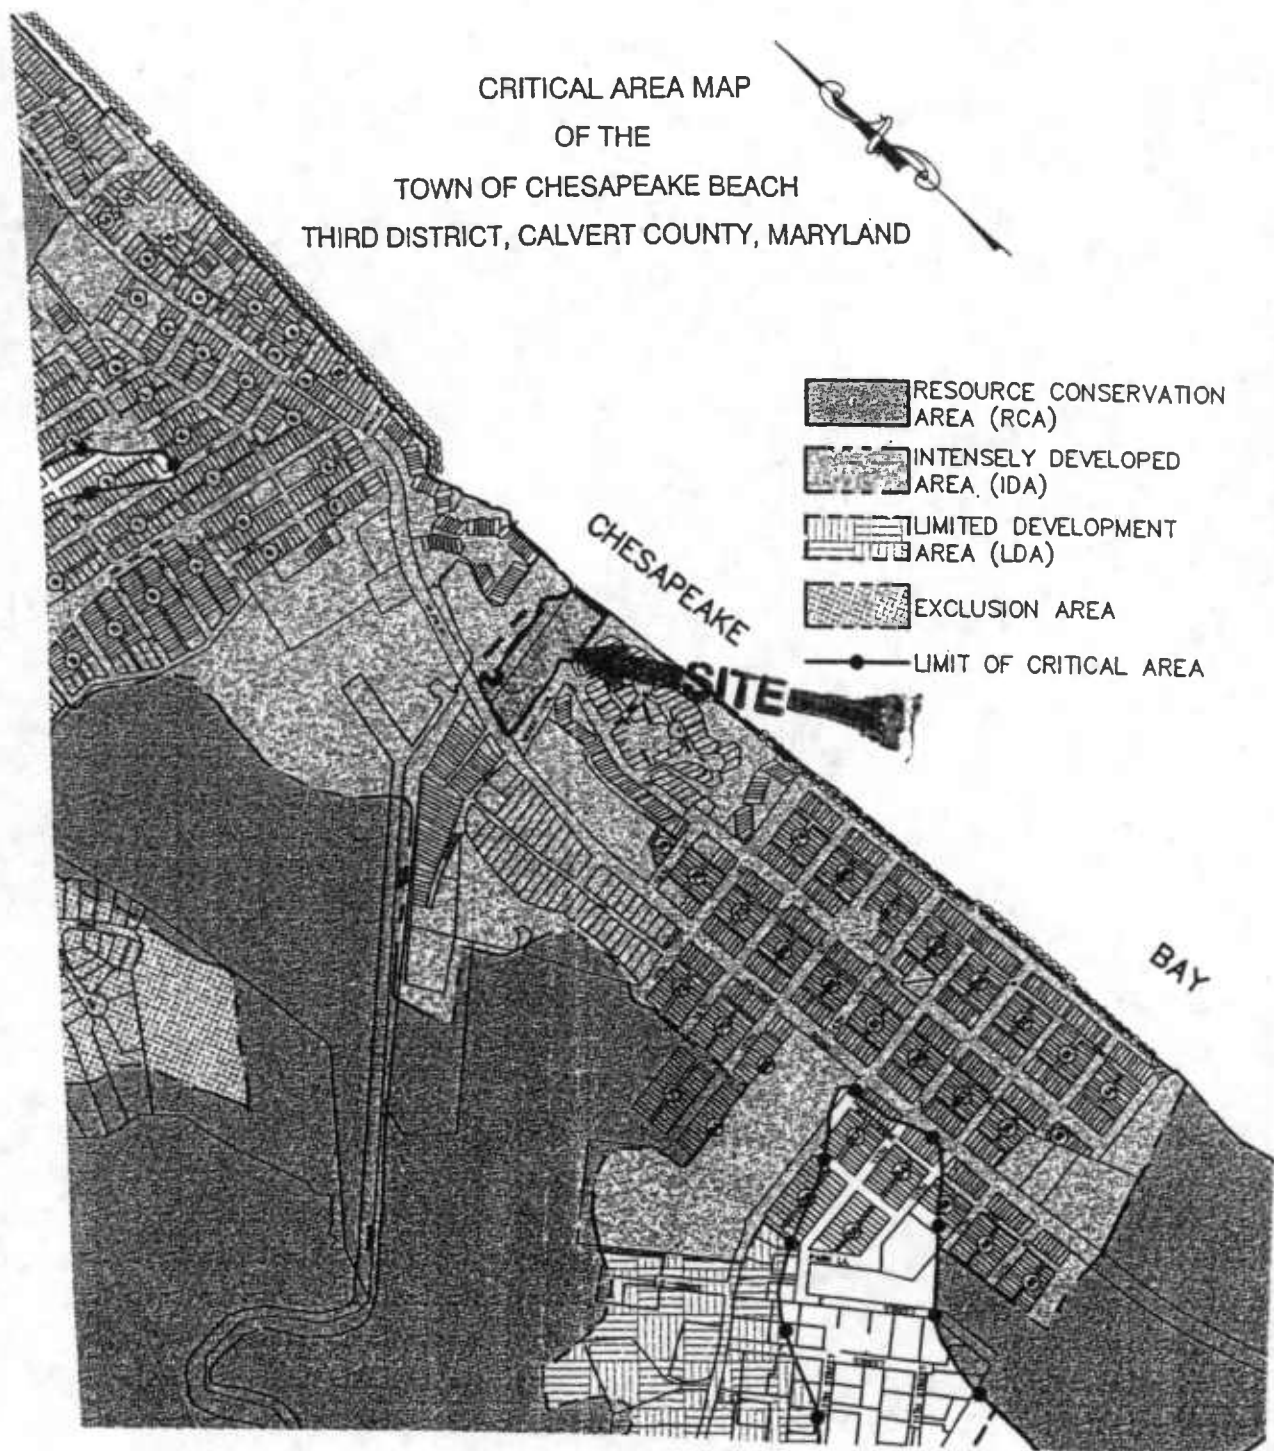 CRITICAL AREA MAP
OF THE
TOWN OF CHESAPEAKE BEACH
THIRD DISTRICT, CALVERT COUNTY, MARYLAND
RESOURCE CONSERVATION
AREA (RCA)
INTENSELY DEVELOPED
AREA (IDA)
LIMITED DEVELOPMENT
AREA (LDA)
EXCLUSION AREA
LIMIT OF CRITICAL AREA
CHESAPEAKE
SITE
BAY